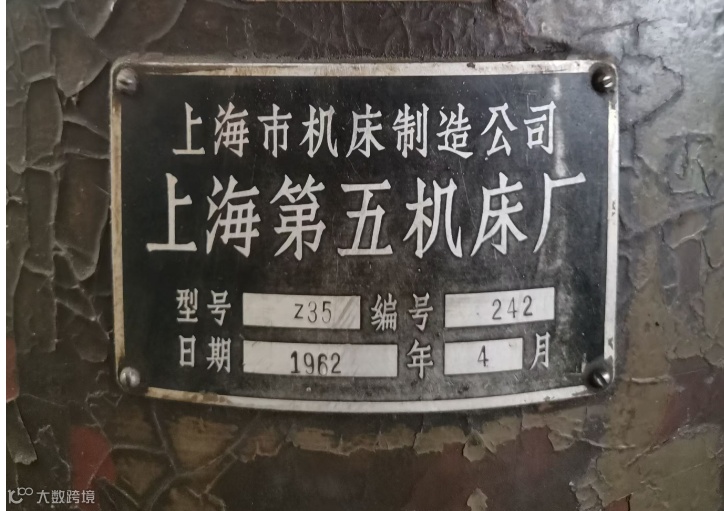 上海市机床制造公司
上海第五机床厂
型号 Z35 编号 242
日期 1962 年 4 月
大数跨境